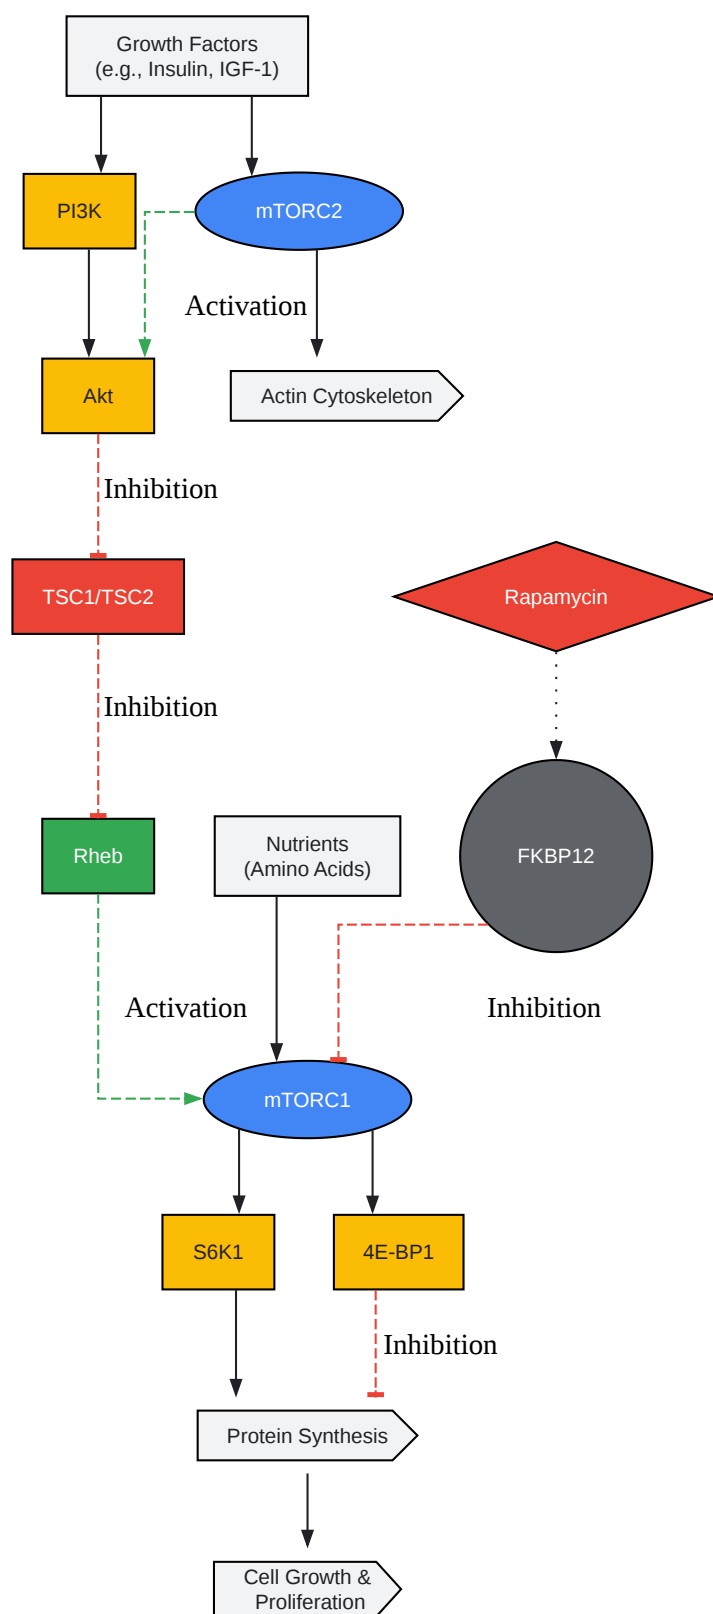 Growth Factors
(e.g., Insulin, IGF-1)
PI3K
mTORC2
Activation
Akt
Actin Cytoskeleton
Inhibition
TSC1/TSC2
Rapamycin
Inhibition
Rheb
Nutrients
(Amino Acids)
FKBP12
Activation
Inhibition
mTORC1
S6K1
4E-BP1
Inhibition
Protein Synthesis
Cell Growth &
Proliferation